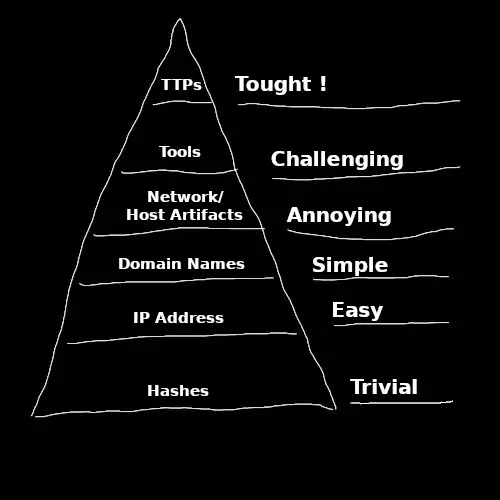 TTPs Tought !
Tools Challenging
Network/
Host Artifacts Annoying
Domain Names Simple
IP Address Easy
Hashes Trivial